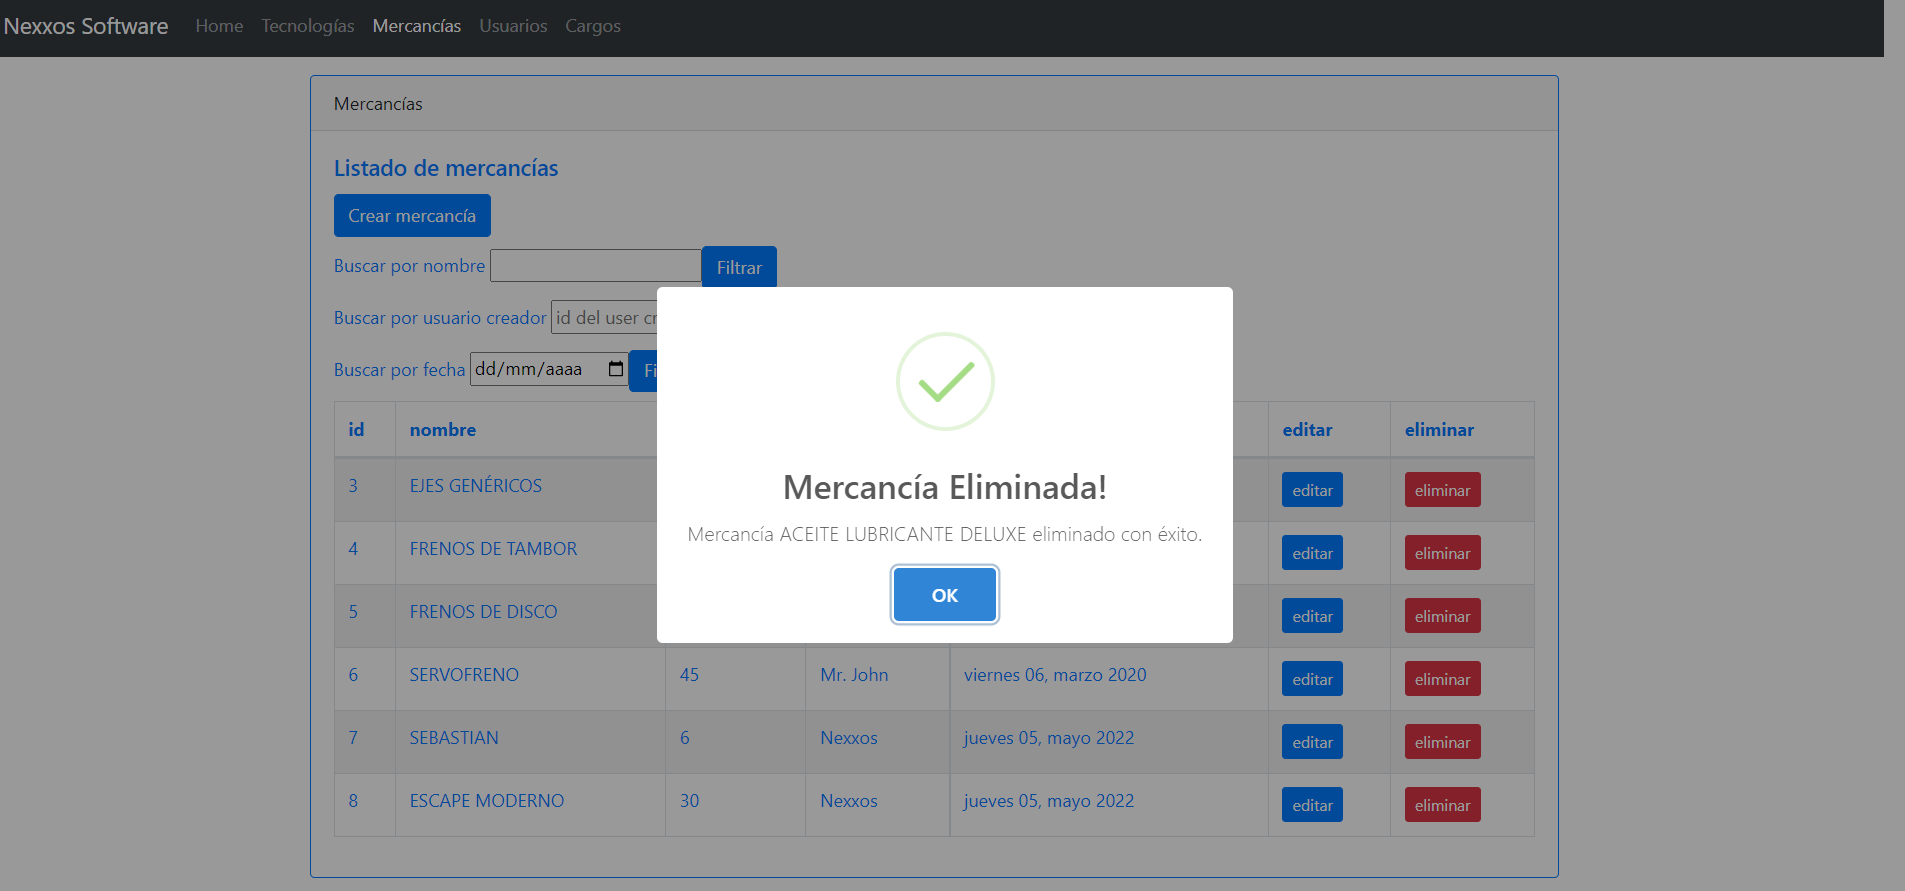 Nexxos Software Home Tecnologías Mercancías Usuarios Cargos
Mercancías
Listado de mercancías
Crear mercancía
Buscar por nombre Filtrar
Buscar por usuario creador id del user
Buscar por fecha dd/mm/aaaa
Mercancía Eliminada!
Mercancía ACEITE LUBRICANTE DELUXE eliminado con éxito.
OK
id nombre editar eliminar
3 EJES GENÉRICOS editar eliminar
4 FRENOS DE TAMBOR editar eliminar
5 FRENOS DE DISCO editar eliminar
6 SERVOFRENO 45 Mr. John viernes 06, marzo 2020 editar eliminar
7 SEBASTIAN 6 Nexxos jueves 05, mayo 2022 editar eliminar
8 ESCAPE MODERNO 30 Nexxos jueves 05, mayo 2022 editar eliminar